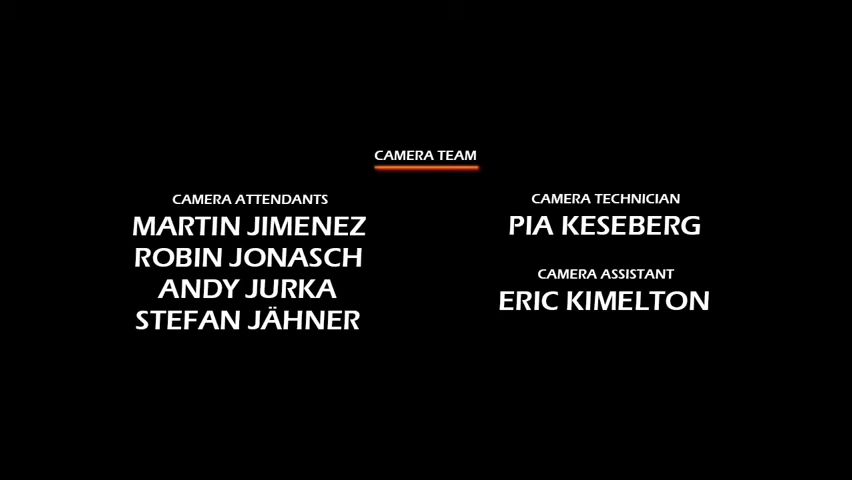 CAMERA TEAM
CAMERA ATTENDANTS
MARTIN JIMENEZ
ROBIN JONASCH
ANDY JURKA
STEFAN JÄHNER
CAMERA TECHNICIAN
PIA KESEBERG
CAMERA ASSISTANT
ERIC KIMELTON